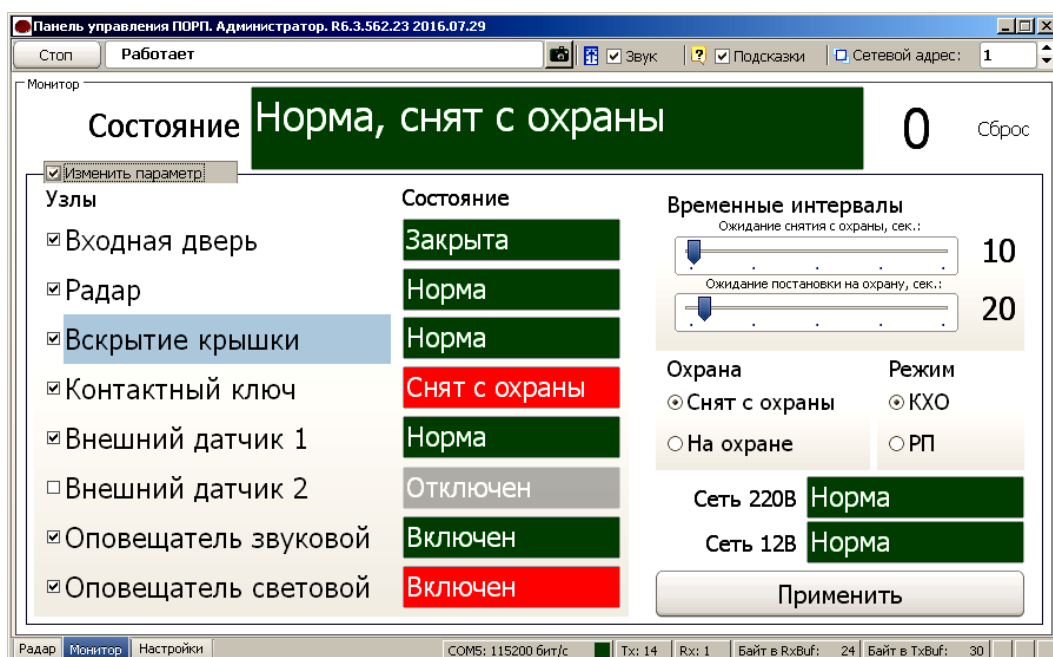 Панель управления ПОРП. Администратор. R6.3.562.23 2016.07.29
Стоп Работает Звук Подсказки Сетевой адрес: 1
Монитор
Состояние Норма, снят с охраны 0 Сброс
Изменить параметр
Узлы Состояние
Входная дверь Закрыта
Радар Норма
Вскрытие крышки Норма
Контактный ключ Снят с охраны
Внешний датчик 1 Норма
Внешний датчик 2 Отключен
Оповещатель звуковой Включен
Оповещатель световой Включен
Временные интервалы
Ожидание снятия с охраны, сек.:
10
Ожидание постановки на охрану, сек.:
20
Охрана Режим
Снят с охраны КХО
На охране РП
Сеть 220В Норма
Сеть 12В Норма
Применить
Радар Монитор Настройки COM5: 115200 бит/с Tx: 14 Rx: 1 Байт в RxBuf: 24 Байт в TxBuf: 30